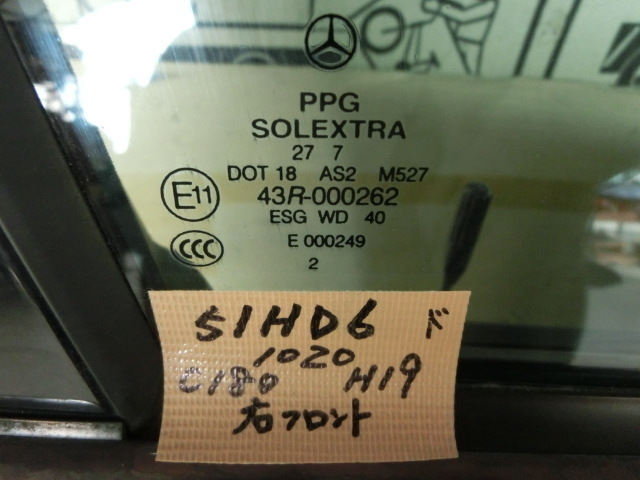 PPG
SOLEXTRA
27 7
DOT 18 AS2 M527
E11 43R-000262
ESG WD 40
CCC E 000249
2
51HD6 ド
1020
C180 H19
右フロント